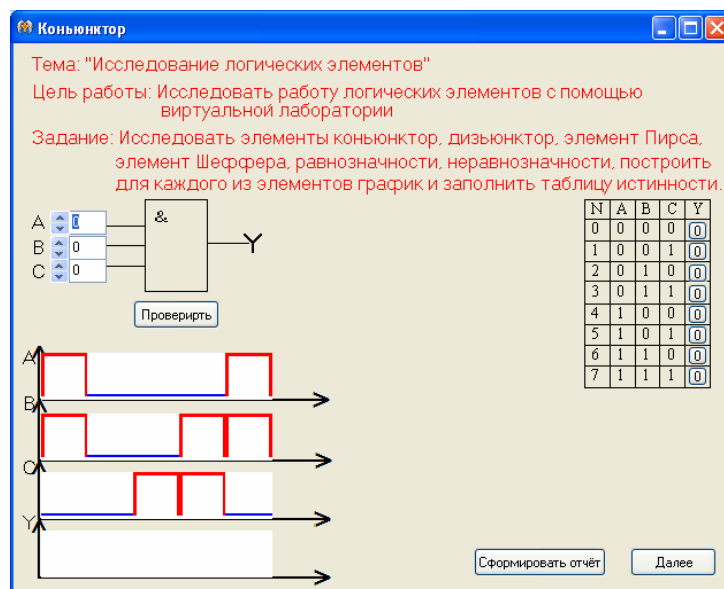 Коньюнктор
Тема: "Исследование логических элементов"
Цель работы: Исследовать работу логических элементов с помощью
виртуальной лаборатории
Задание: Исследовать элементы коньюнктор, дизьюнктор, элемент Пирса,
элемент Шеффера, равнозначности, неравнозначности, построить
для каждого из элементов график и заполнить таблицу истинности.
A 0
B 0
C 0
&
Y
Проверирть
N A B C Y
0 0 0 0 0
1 0 0 1 0
2 0 1 0 0
3 0 1 1 0
4 1 0 0 0
5 1 0 1 0
6 1 1 0 0
7 1 1 1 0
A
B
C
Y
Сформировать отчёт
Далее